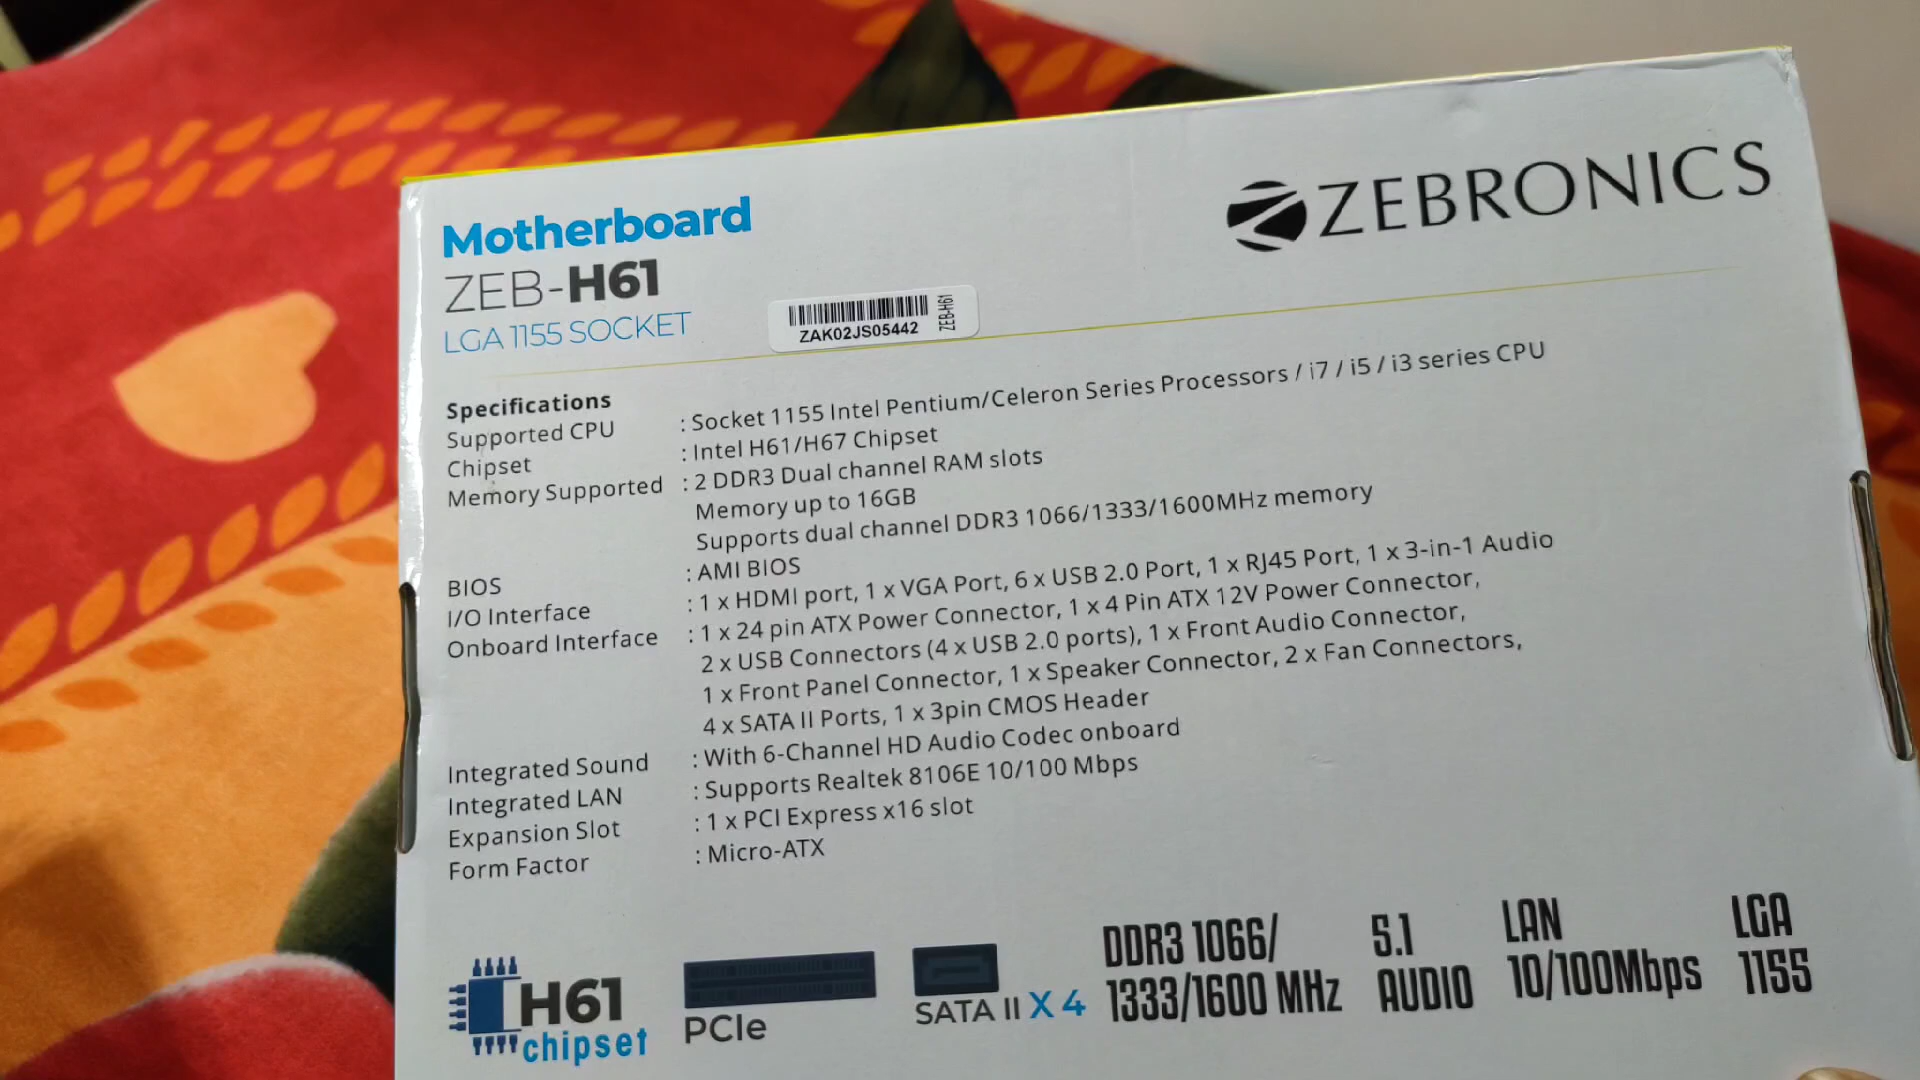 ZEBRONICS
Motherboard
ZEB-H61
LGA 1155 SOCKET
ZAK02JS05442
ZEB-H61
Specifications
Supported CPU : Socket 1155 Intel Pentium/Celeron Series Processors / i7 / i5 / i3 series CPU
Chipset : Intel H61/H67 Chipset
Memory Supported : 2 DDR3 Dual channel RAM slots
Memory up to 16GB
Supports dual channel DDR3 1066/1333/1600MHz memory
BIOS : AMI BIOS
I/O Interface : 1 x HDMI port, 1 x VGA Port, 6 x USB 2.0 Port, 1 x RJ45 Port, 1 x 3-in-1 Audio
Onboard Interface : 1 x 24 pin ATX Power Connector, 1 x 4 Pin ATX 12V Power Connector,
2 x USB Connectors (4 x USB 2.0 ports), 1 x Front Audio Connector,
1 x Front Panel Connector, 1 x Speaker Connector, 2 x Fan Connectors,
4 x SATA II Ports, 1 x 3pin CMOS Header
Integrated Sound : With 6-Channel HD Audio Codec onboard
Integrated LAN : Supports Realtek 8106E 10/100 Mbps
Expansion Slot : 1 x PCI Express x16 slot
Form Factor : Micro-ATX
H61
chipset
PCIe
SATA II X 4
DDR3 1066/
1333/1600 MHz
5.1
AUDIO
LAN
10/100Mbps
LGA
1155